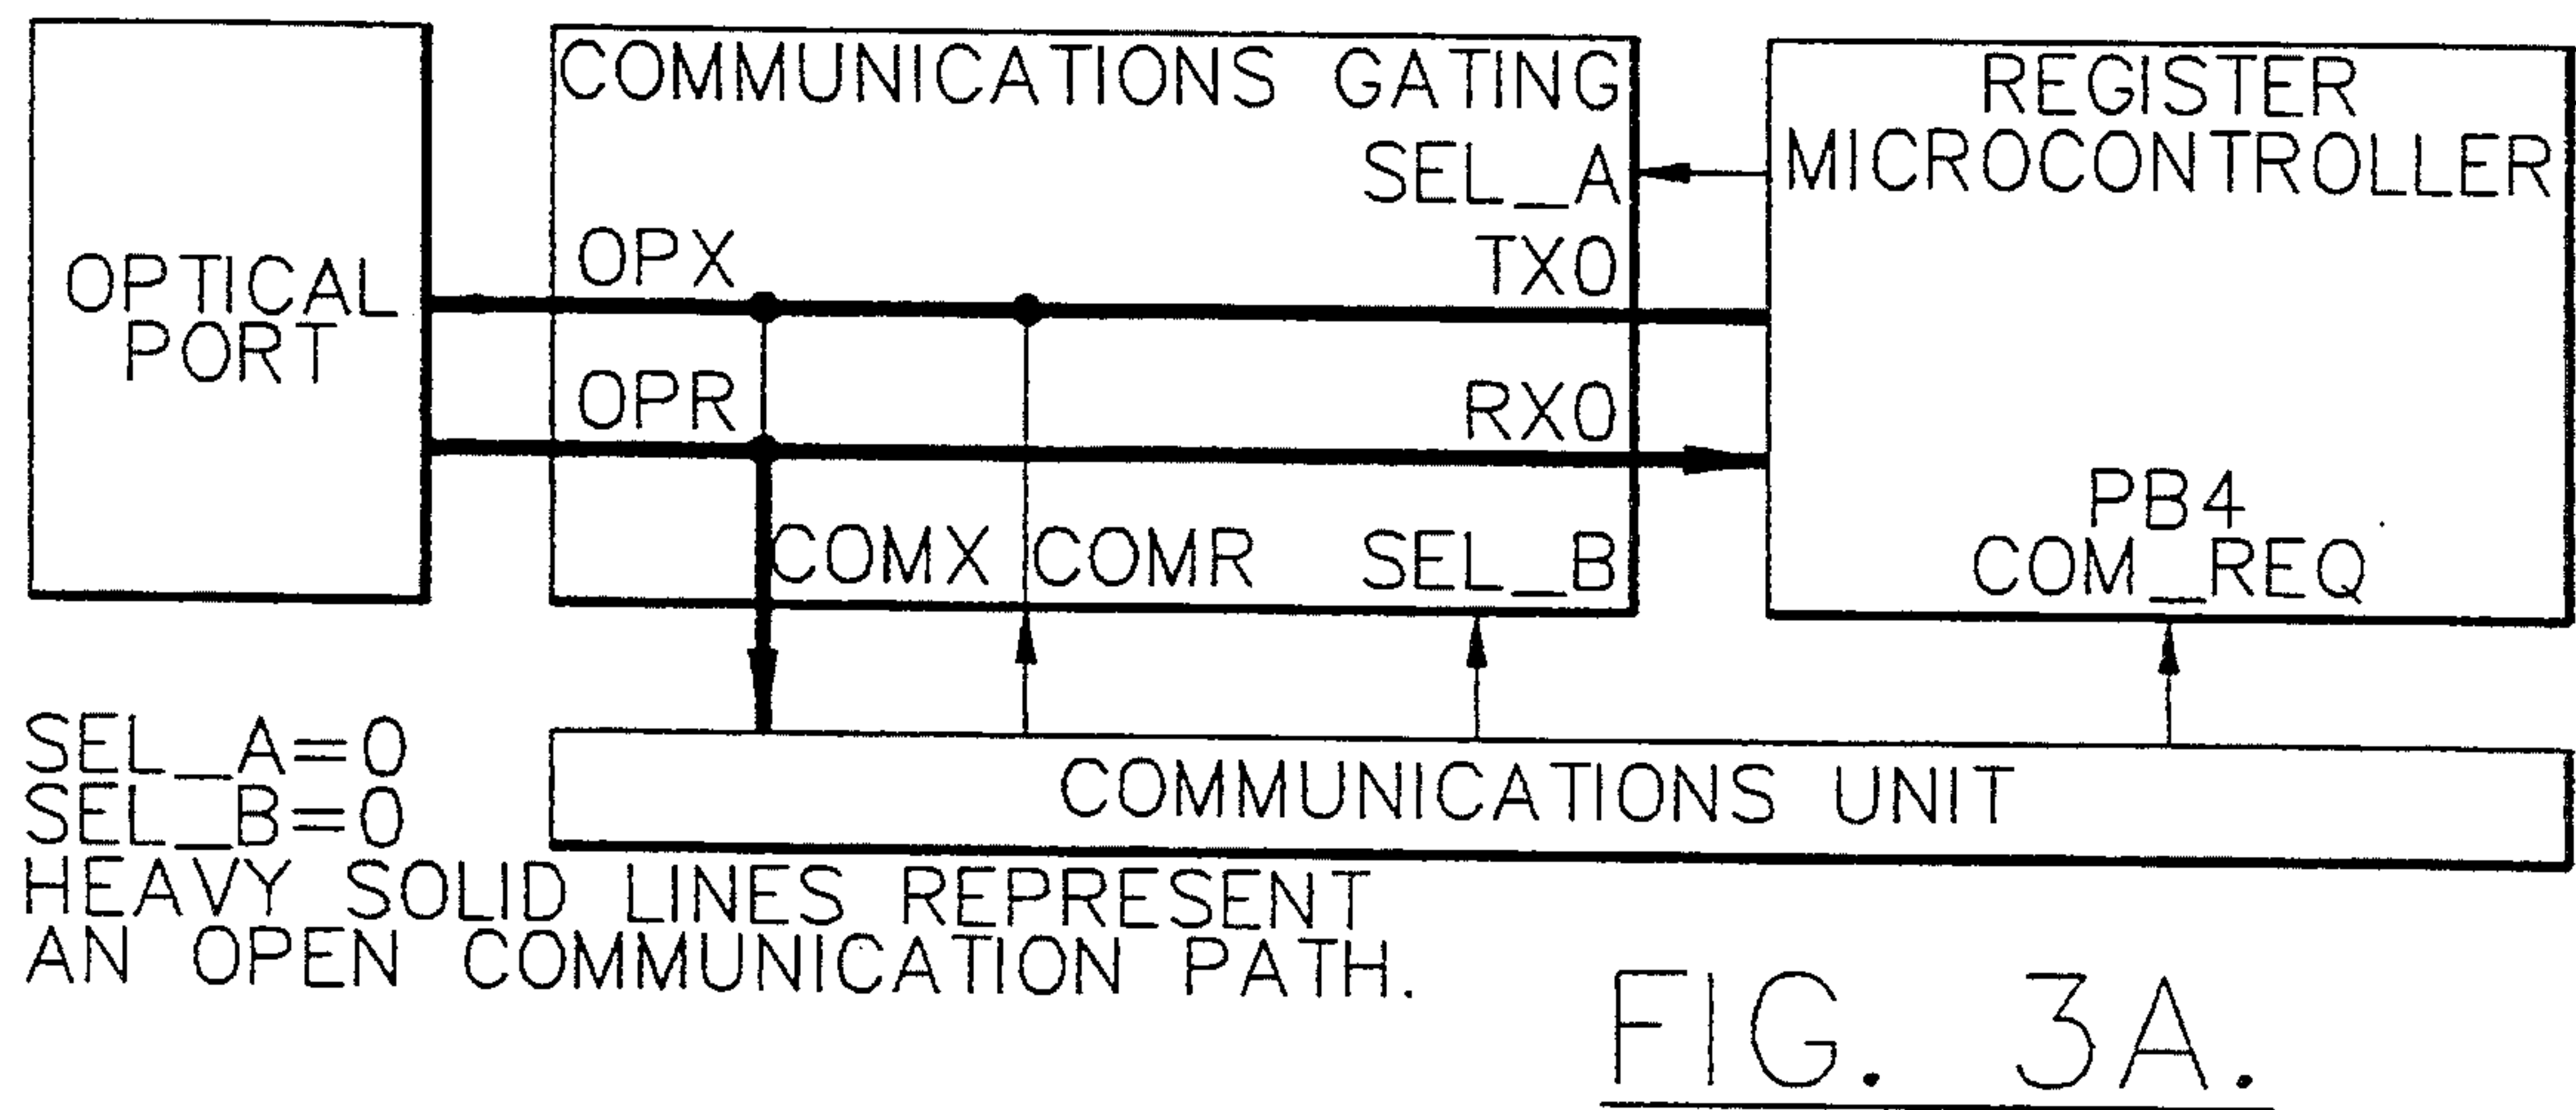 OPTICAL
PORT
COMMUNICATIONS GATING
SEL_A
OPX
TX0
OPR
RX0
COMX
COMR
SEL_B
REGISTER
MICROCONTROLLER
PB4
COM_REQ
COMMUNICATIONS UNIT
SEL_A=0
SEL_B=0
HEAVY SOLID LINES REPRESENT
AN OPEN COMMUNICATION PATH.
FIG. 3A.